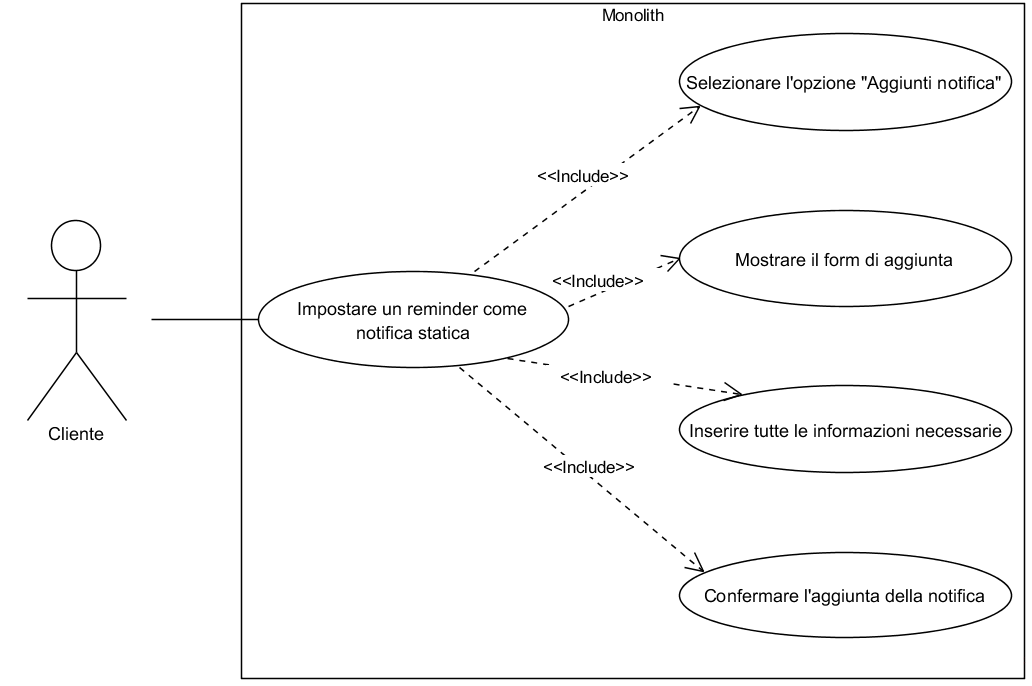 Monolith
Selezionare l'opzione "Aggiunti notifica"
<<Include>>
Mostrare il form di aggiunta
<<Include>>
Impostare un reminder come
notifica statica
<<Include>>
Inserire tutte le informazioni necessarie
Cliente
<<Include>>
Confermare l'aggiunta della notifica